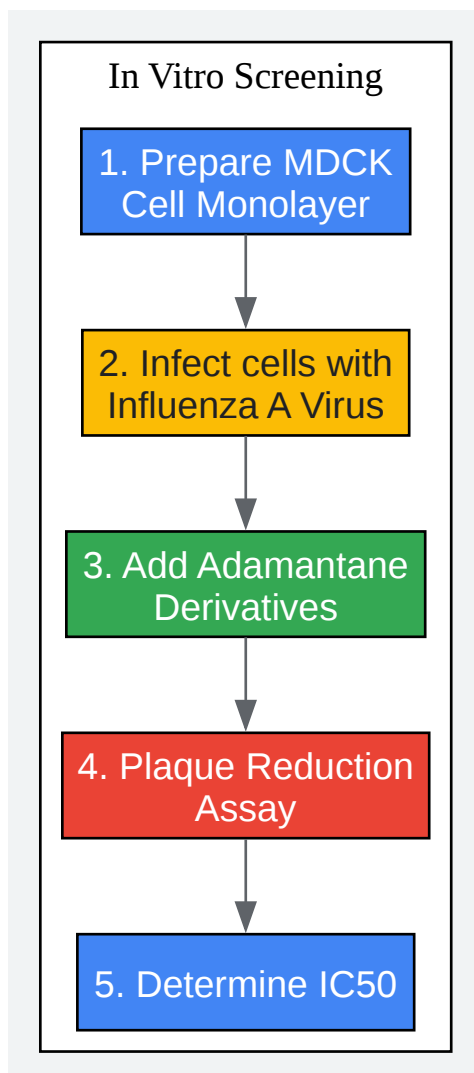 In Vitro Screening
1. Prepare MDCK
Cell Monolayer
2. Infect cells with
Influenza A Virus
3. Add Adamantane
Derivatives
4. Plaque Reduction
Assay
5. Determine IC50